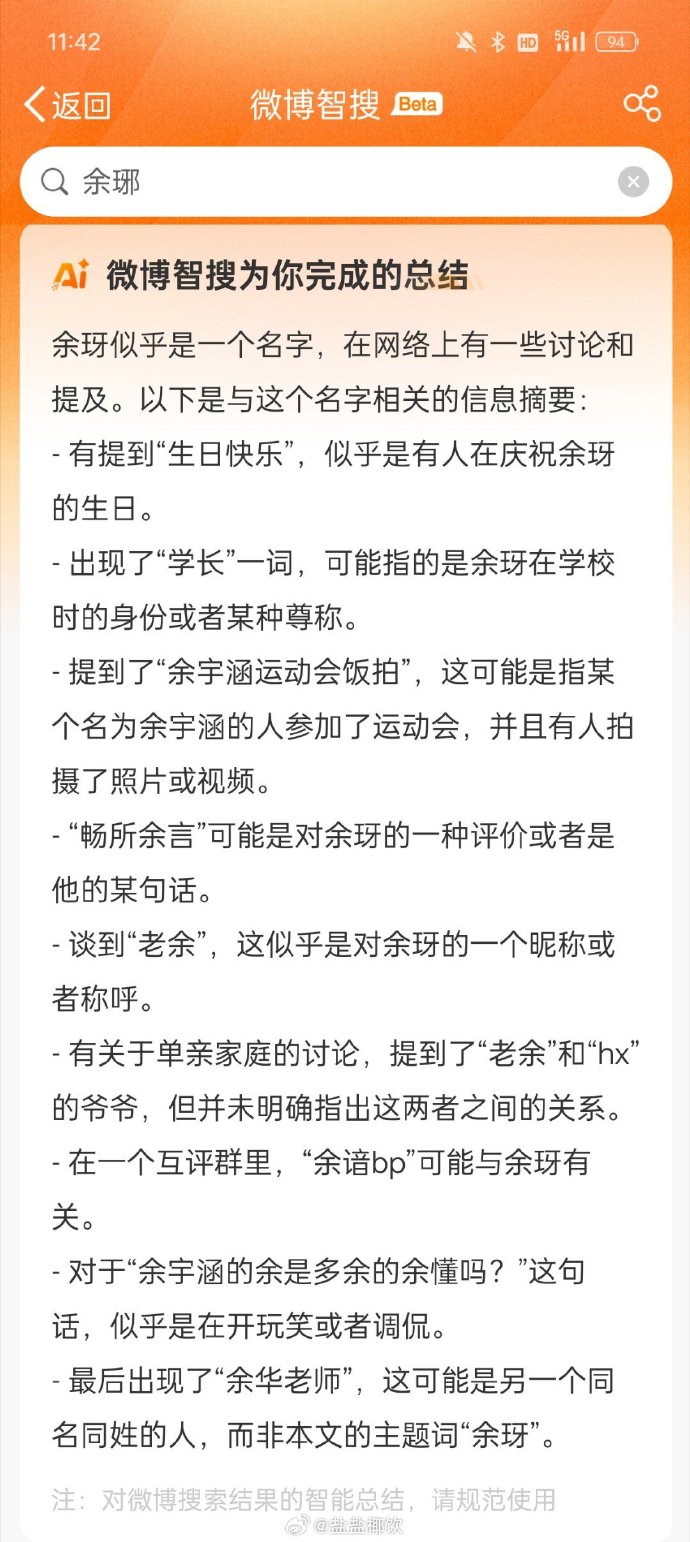 11:42
HD
5G
94
返回
微博智搜 Beta
余琊
Ai 微博智搜为你完成的总结
余玡似乎是一个名字，在网络上有一些讨论和
提及。以下是与这个名字相关的信息摘要：
- 有提到“生日快乐”，似乎是有人在庆祝余玡
的生日。
- 出现了“学长”一词，可能指的是余玡在学校
时的身份或者某种尊称。
- 提到了“余宇涵运动会饭拍”，这可能是指某
个名为余宇涵的人参加了运动会，并且有人拍
摄了照片或视频。
- “畅所余言”可能是对余玡的一种评价或者是
他的某句话。
- 谈到“老余”，这似乎是对余玡的一个昵称或
者称呼。
- 有关于单亲家庭的讨论，提到了“老余”和“hx”
的爷爷，但并未明确指出这两者之间的关系。
- 在一个互评群里，“余谙bp”可能与余玡有
关。
- 对于“余宇涵的余是多余的余懂吗？”这句
话，似乎是在开玩笑或者调侃。
- 最后出现了“余华老师”，这可能是另一个同
名同姓的人，而非本文的主题词“余玡”。
注：对微博搜索结果的智能总结，请规范使用
@盐盐椰饮